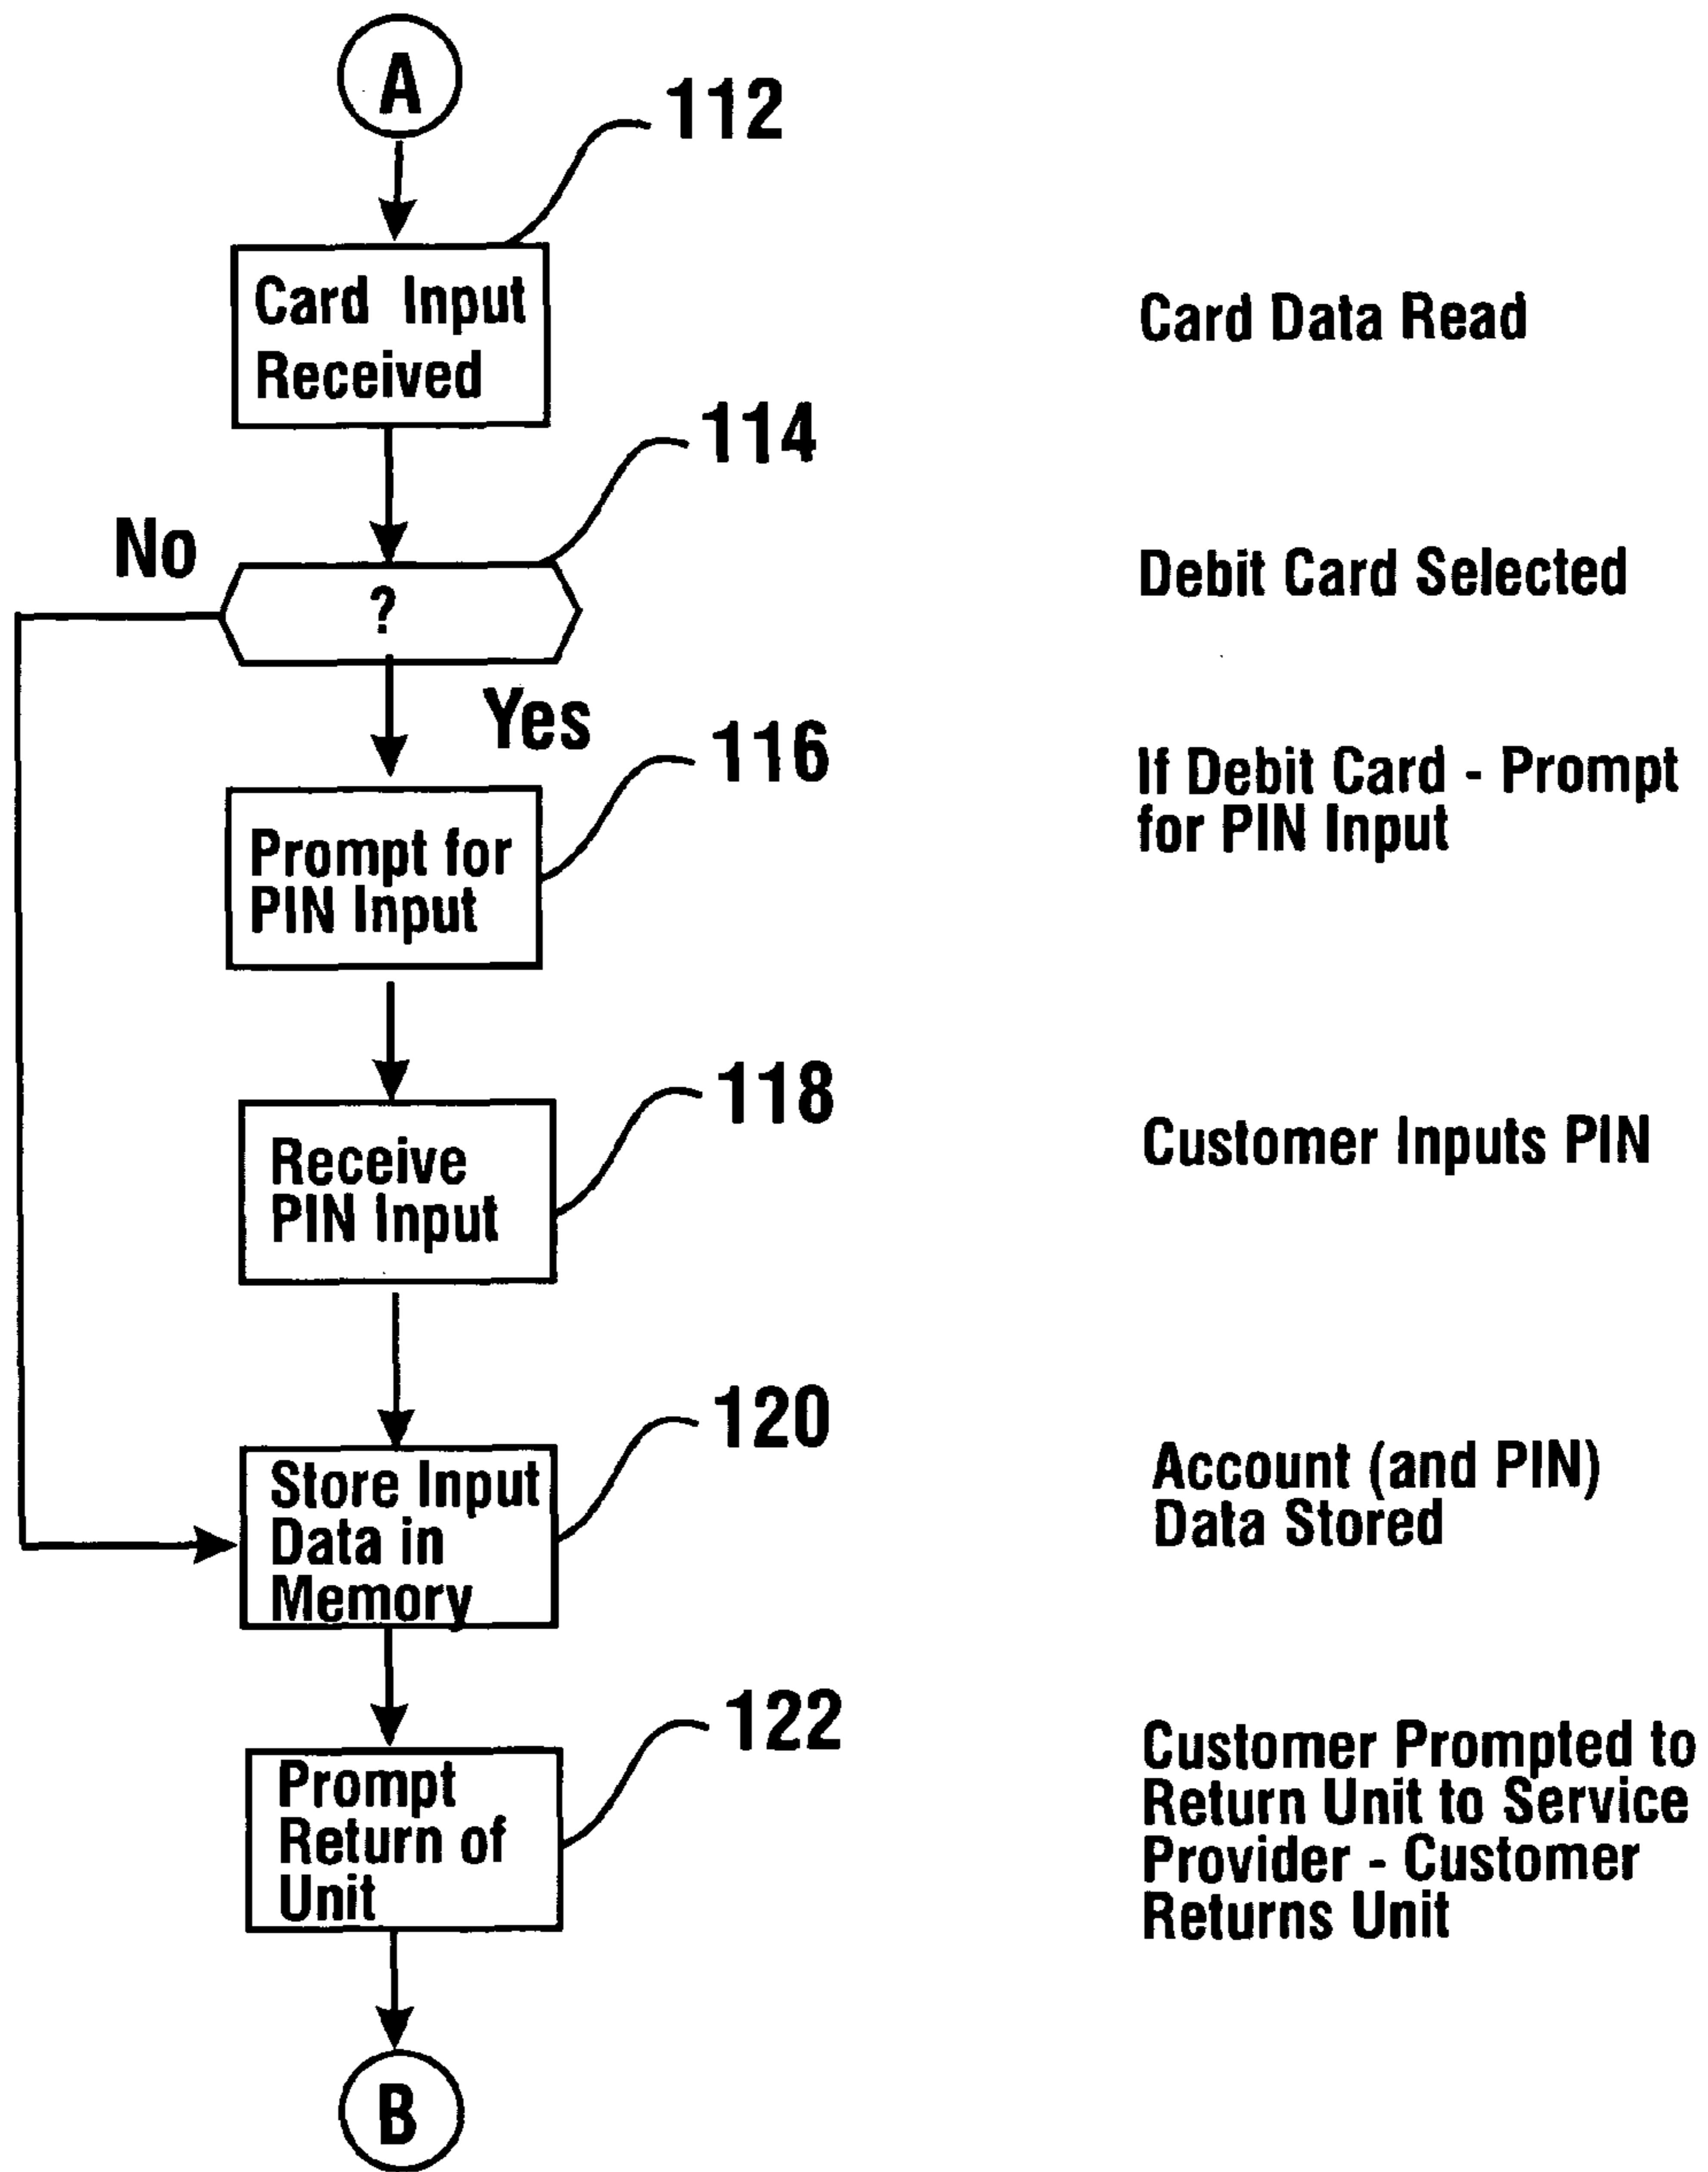 A
112
Card Input
Received
Card Data Read
114
No
?
Debit Card Selected
Yes
116
Prompt for
PIN Input
If Debit Card - Prompt
for PIN Input
118
Receive
PIN Input
Customer Inputs PIN
120
Store Input
Data in
Memory
Account (and PIN)
Data Stored
122
Prompt
Return of
Unit
Customer Prompted to
Return Unit to Service
Provider - Customer
Returns Unit
B